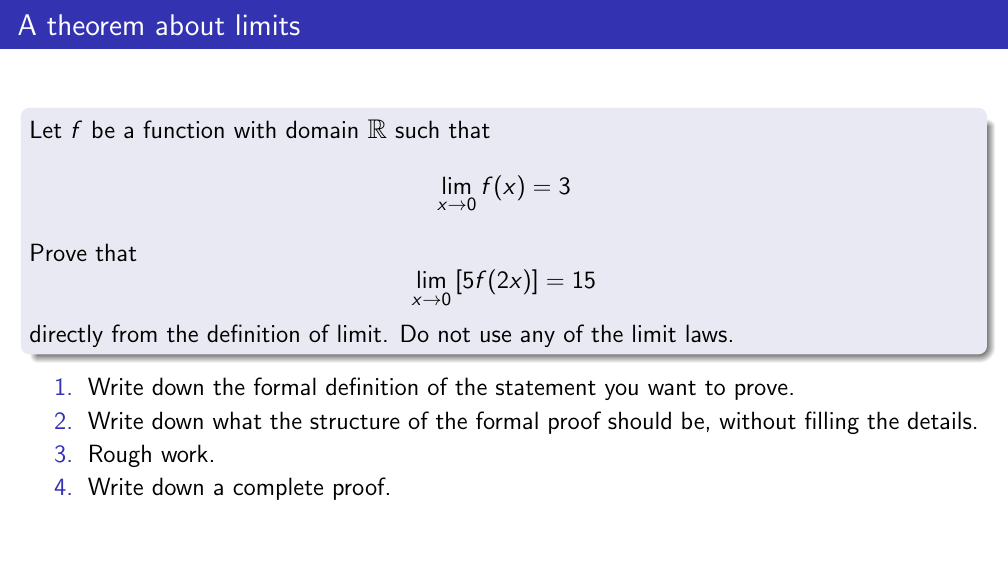 A theorem about limits
Let f be a function with domain ℝ such that
lim f(x) = 3
x→0
Prove that
lim [5f(2x)] = 15
x→0
directly from the definition of limit. Do not use any of the limit laws.
1. Write down the formal definition of the statement you want to prove.
2. Write down what the structure of the formal proof should be, without filling the details.
3. Rough work.
4. Write down a complete proof.